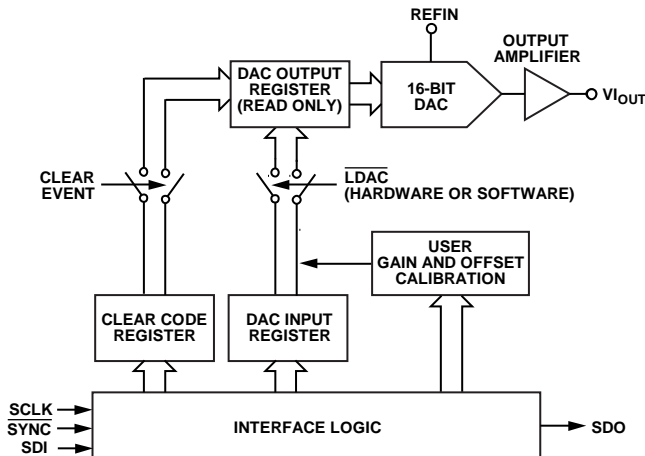 REFIN
OUTPUT
AMPLIFIER
DAC OUTPUT
REGISTER
(READ ONLY)
16-BIT
DAC
VIOUT
CLEAR
EVENT
LDAC
(HARDWARE OR SOFTWARE)
USER
GAIN AND OFFSET
CALIBRATION
CLEAR CODE
REGISTER
DAC INPUT
REGISTER
SCLK
SYNC
SDI
INTERFACE LOGIC
SDO